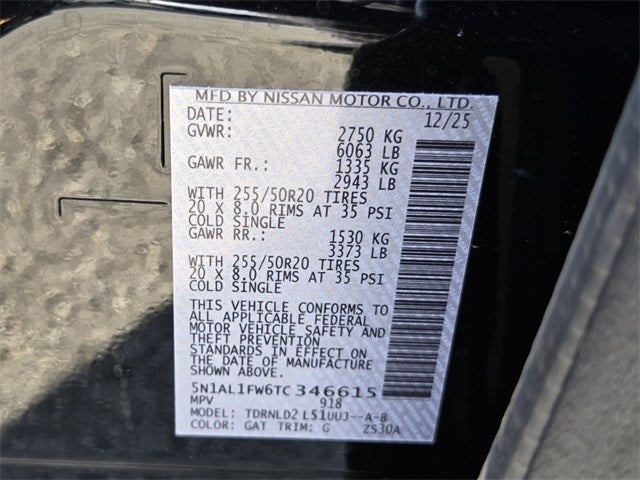 MFD BY NISSAN MOTOR CO., LTD.
DATE: 12/25
GVWR: 2750 KG
6063 LB
GAWR FR.: 1335 KG
2943 LB
WITH 255/50R20 TIRES
20 X 8.0 RIMS AT 35 PSI
COLD SINGLE
GAWR RR.: 1530 KG
3373 LB
WITH 255/50R20 TIRES
20 X 8.0 RIMS AT 35 PSI
COLD SINGLE
THIS VEHICLE CONFORMS TO
ALL APPLICABLE FEDERAL
MOTOR VEHICLE SAFETY AND
THEFT PREVENTION
STANDARDS IN EFFECT ON
THE DATE OF MANUFACTURE
SHOWN ABOVE.
5N1AL1FW6TC346615
MPV 918
MODEL: TDRNLD2 L51UUJ--A-B
COLOR: GAT TRIM: G ZS30A